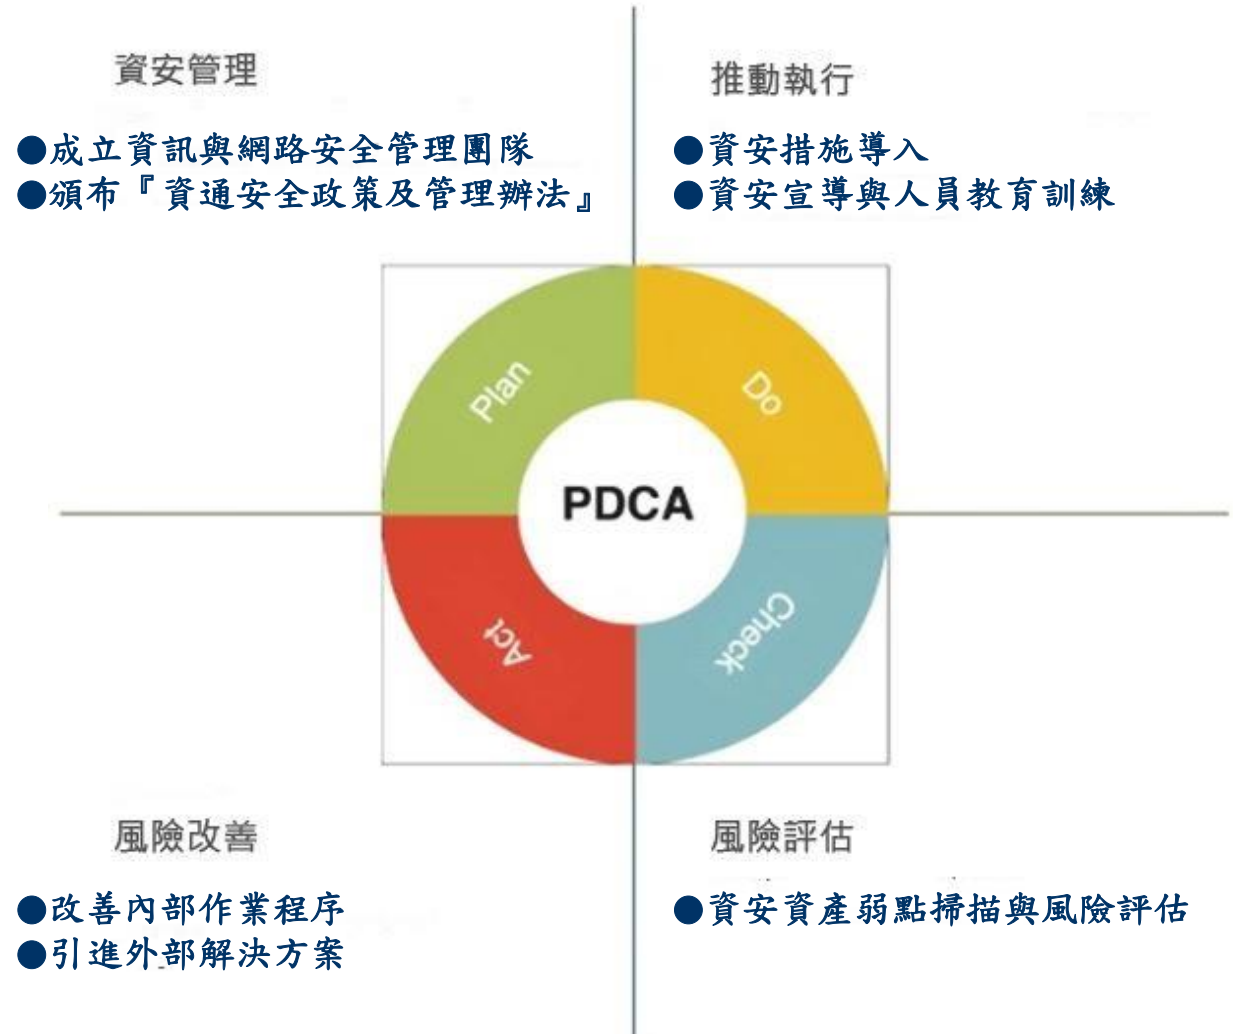 資安管理
●成立資訊與網路安全管理團隊
●頒布『資通安全政策及管理辦法』
推動執行
●資安措施導入
●資安宣導與人員教育訓練
Plan
Do
PDCA
Act
Check
風險改善
●改善內部作業程序
●引進外部解決方案
風險評估
●資安資產弱點掃描與風險評估